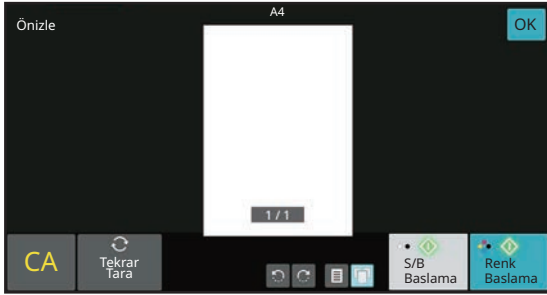 A4
Önizle
OK
1 / 1
CA
Tekrar
Tara
S/B
Baslama
Renk
Baslama